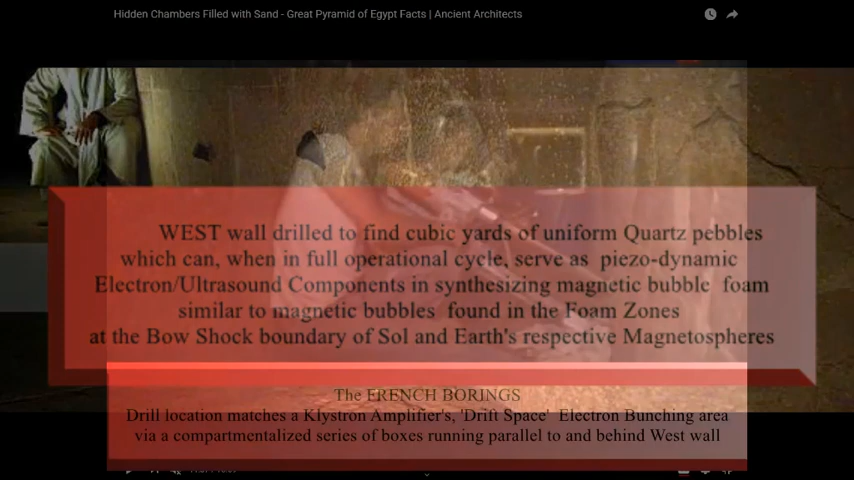 Hidden Chambers Filled with Sand - Great Pyramid of Egypt Facts | Ancient Architects
WEST wall drilled to find cubic yards of uniform Quartz pebbles
which can, when in full operational cycle, serve as piezo-dynamic
Electron/Ultrasound Components in synthesizing magnetic bubble foam
similar to magnetic bubbles found in the Foam Zones
at the Bow Shock boundary of Sol and Earth's respective Magnetospheres
The FRENCH BORINGS
Drill location matches a Klystron Amplifier's, 'Drift Space' Electron Bunching area
via a compartmentalized series of boxes running parallel to and behind West wall